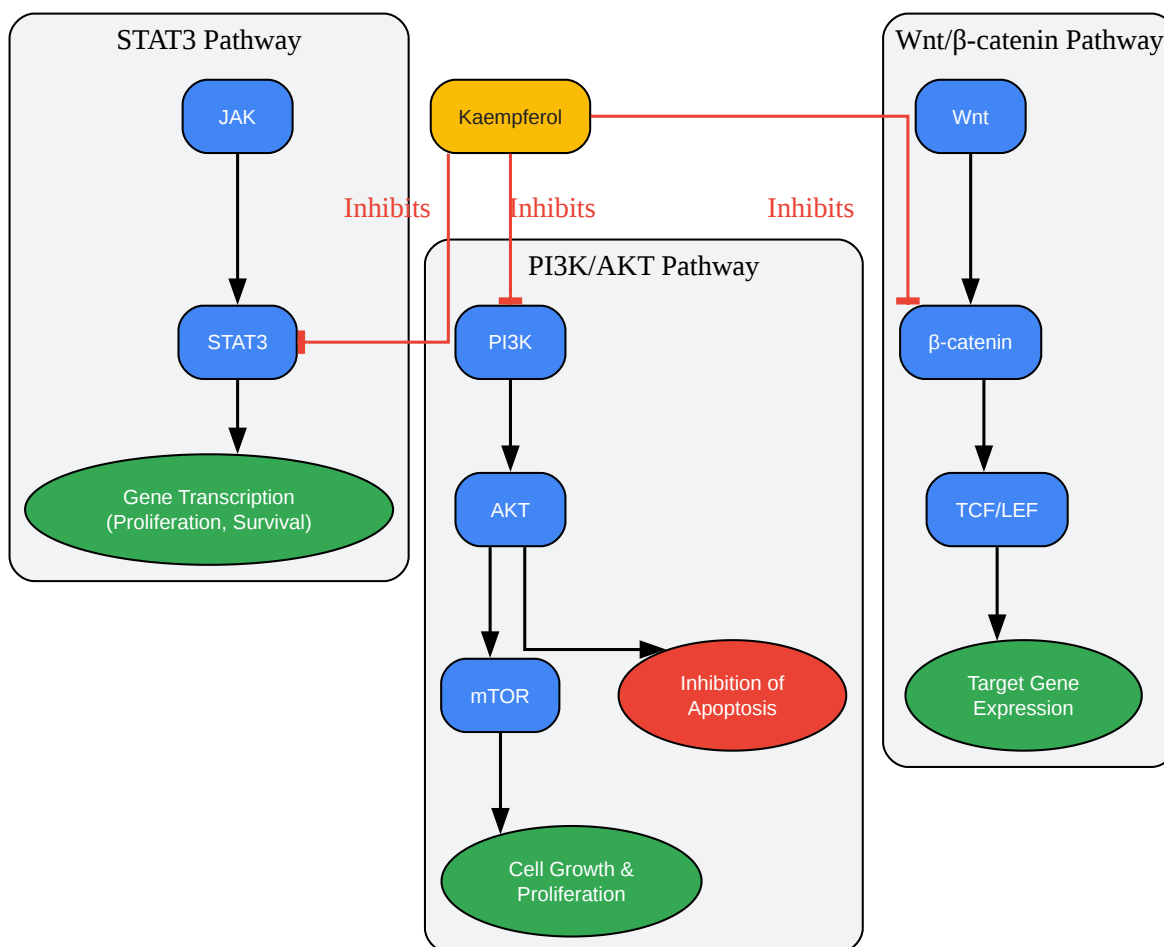 STAT3 Pathway
Wnt/β-catenin Pathway
JAK
Kaempferol
Wnt
Inhibits
Inhibits
Inhibits
PI3K/AKT Pathway
STAT3
PI3K
β-catenin
Gene Transcription
(Proliferation, Survival)
AKT
TCF/LEF
mTOR
Inhibition of
Apoptosis
Target Gene
Expression
Cell Growth &
Proliferation